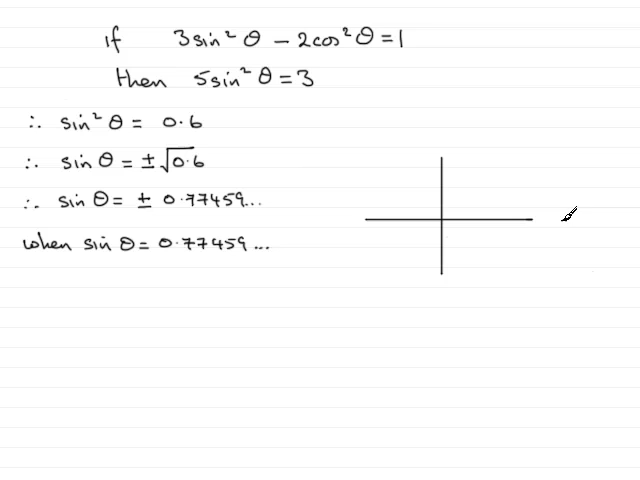 if 3sin²θ - 2cos²θ = 1
then 5sin²θ = 3
∴ sin²θ = 0.6
∴ sinθ = ±√0.6
∴ sinθ = ± 0.77459...
when sinθ = 0.77459...